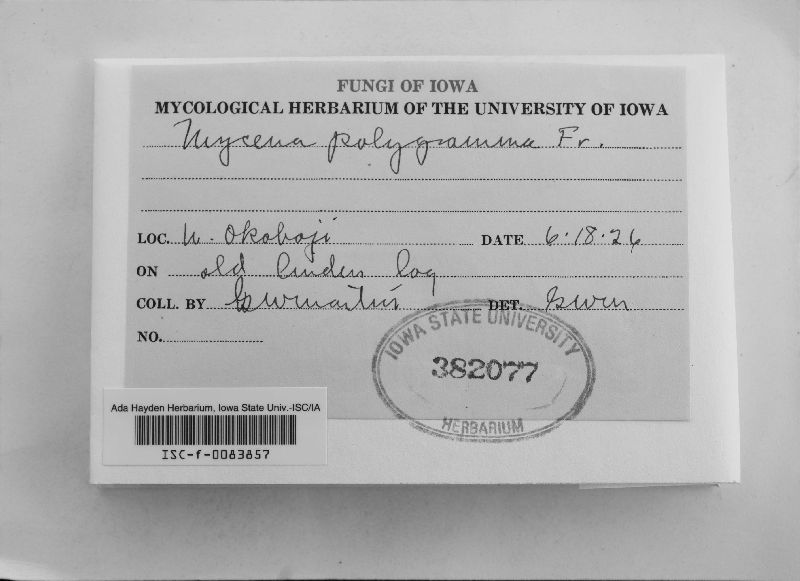 FUNGI OF IOWA
MYCOLOGICAL HERBARIUM OF THE UNIVERSITY OF IOWA
Mycena polygramma Fr.
LOC. W. Okoboji DATE 6-18-26
ON old linden log
COLL. BY GWMartin DET. GWM
NO.
IOWA STATE UNIVERSITY
382077
HERBARIUM
Ada Hayden Herbarium, Iowa State Univ.-ISC/IA
ISC-f-0083857